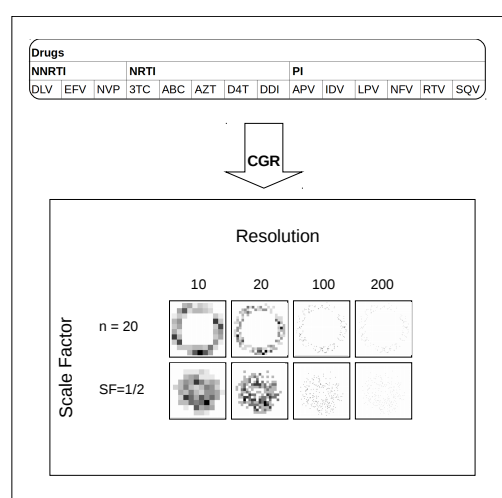 Drugs
NNRTI NRTI PI
DLV EFV NVP 3TC ABC AZT D4T DDI APV IDV LPV NFV RTV SQV
CGR
Resolution
10 20 100 200
Scale Factor
n = 20
SF=1/2